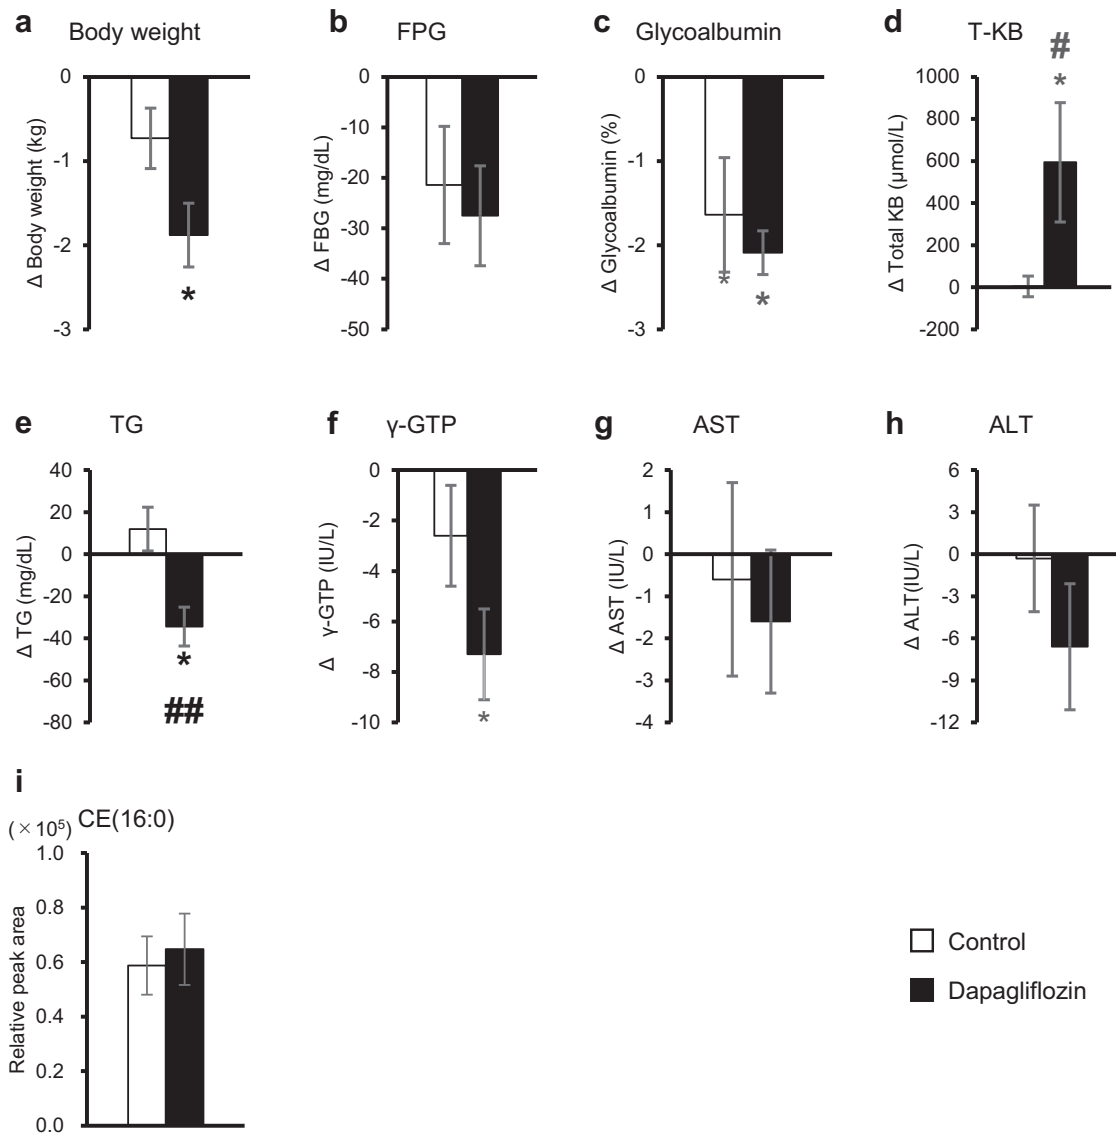 a Body weight
0
-1
-2
-3
Δ Body weight (kg)
*
b FPG
0
-10
-20
-30
-40
-50
Δ FBG (mg/dL)
c Glycoalbumin
0
-1
-2
-3
Δ Glycoalbumin (%)
*
*
d T-KB
#
*
1000
800
600
400
200
0
-200
Δ Total KB (μmol/L)
e TG
40
20
0
-20
-40
-60
-80
Δ TG (mg/dL)
*
##
f γ-GTP
0
-2
-4
-6
-8
-10
Δ γ-GTP (IU/L)
*
g AST
2
1
0
-1
-2
-3
-4
Δ AST (IU/L)
h ALT
6
3
0
-3
-6
-9
-12
Δ ALT(IU/L)
i
(×10⁵) CE(16:0)
1.0
0.8
0.6
0.4
0.2
0.0
Relative peak area
Control
Dapagliflozin